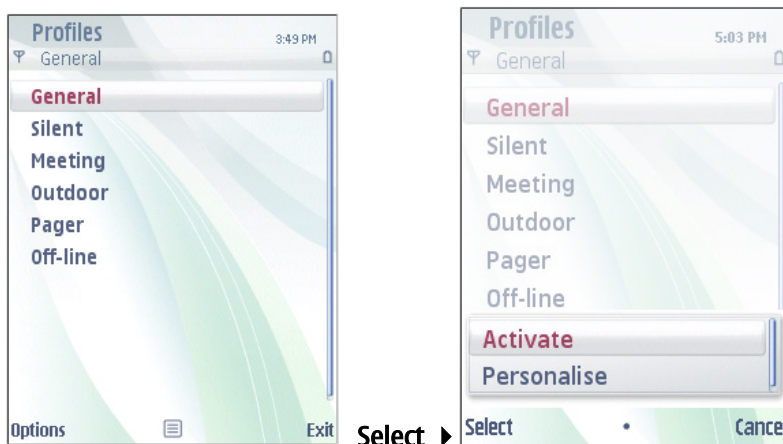 Profiles
3:49 PM
General
General
Silent
Meeting
Outdoor
Pager
Off-line
Options
Exit
Select
Profiles
5:03 PM
General
General
Silent
Meeting
Outdoor
Pager
Off-line
Activate
Personalise
Select
Cance